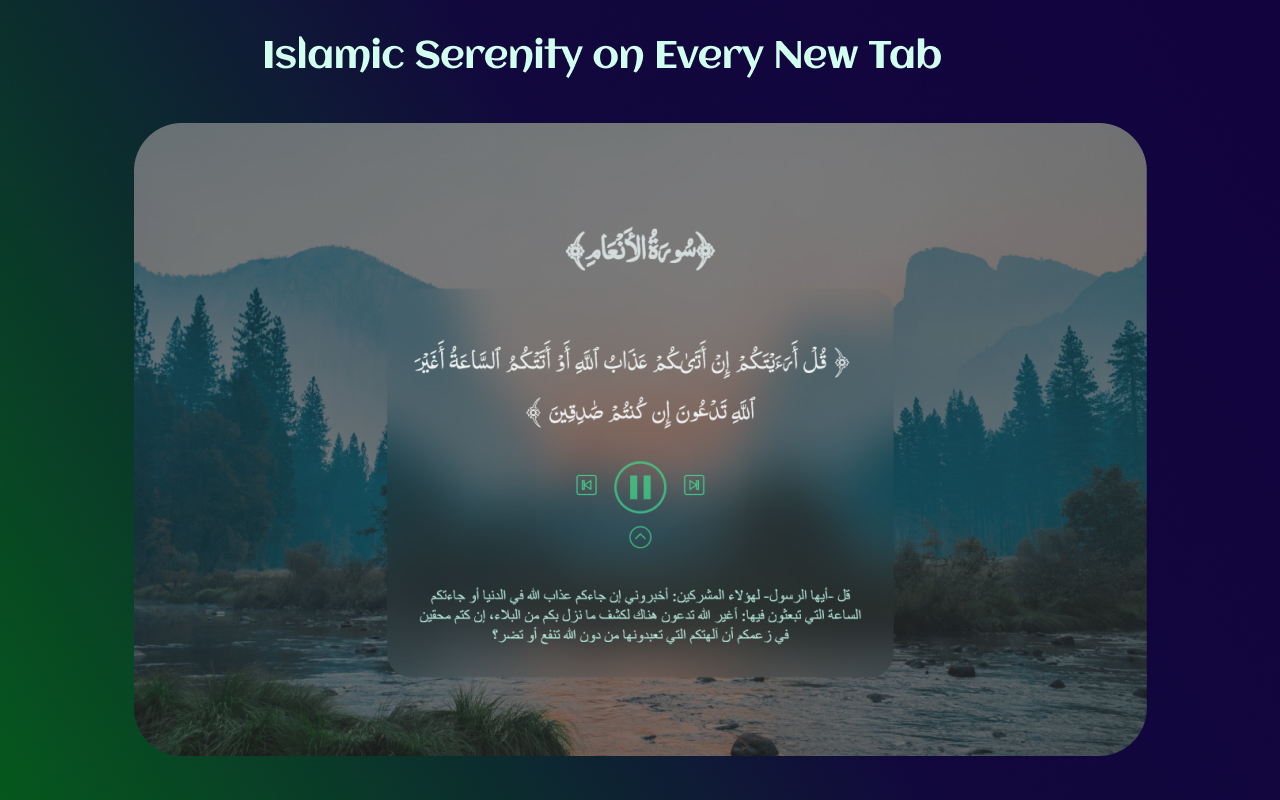 Islamic Serenity on Every New Tab
﴿سُورَةُ الأَنْعَامِ﴾
﴿ قُلْ أَرَءَيْتَكُمْ إِنْ أَتَىٰكُمْ عَذَابُ ٱللَّهِ أَوْ أَتَتْكُمُ ٱلسَّاعَةُ أَغَيْرَ
ٱللَّهِ تَدْعُونَ إِن كُنتُمْ صَٰدِقِينَ ﴾
قل -أيها الرسول- لهؤلاء المشركين: أخبروني إن جاءكم عذاب الله في الدنيا أو جاءتكم
الساعة التي تبعثون فيها: أغير الله تدعون هناك لكشف ما نزل بكم من البلاء، إن كتم محقين
في زعمكم أن آلهتكم التي تعبدونها من دون الله تنفع أو تضر؟